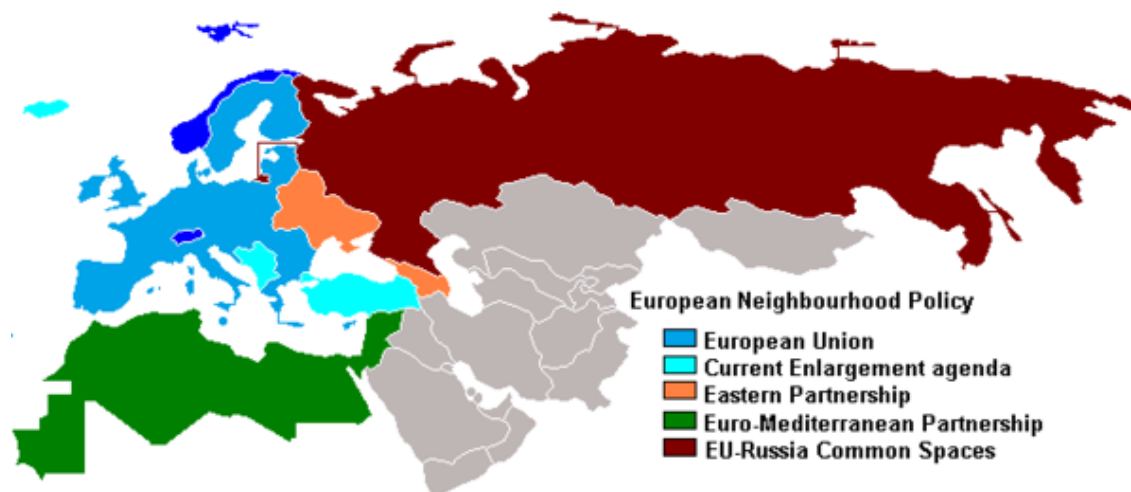 European Neighbourhood Policy
European Union
Current Enlargement agenda
Eastern Partnership
Euro-Mediterranean Partnership
EU-Russia Common Spaces